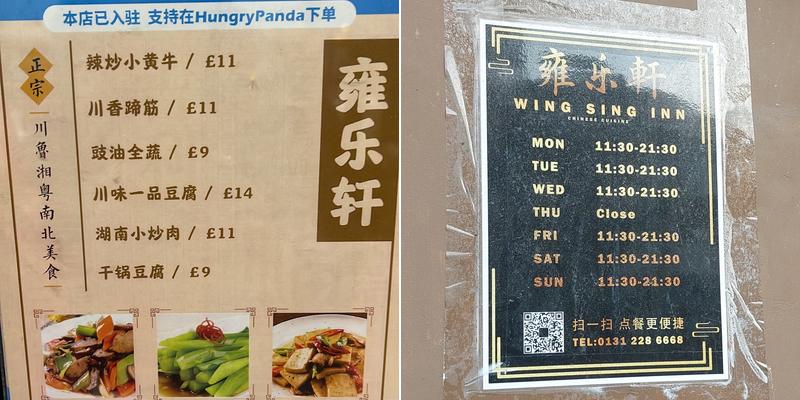 本店已入驻 支持在HungryPanda下单
正宗
川魯湘粤南北美食
辣炒小黄牛 / £11
川香蹄筋 / £11
豉油全蔬 / £9
川味一品豆腐 / £14
湖南小炒肉 / £11
干锅豆腐 / £9
雍乐轩
雍乐軒
WING SING INN
CHINESE CUISINE
MON 11:30-21:30
TUE 11:30-21:30
WED 11:30-21:30
THU Close
FRI 11:30-21:30
SAT 11:30-21:30
SUN 11:30-21:30
扫一扫 点餐更便捷
TEL:0131 228 6668